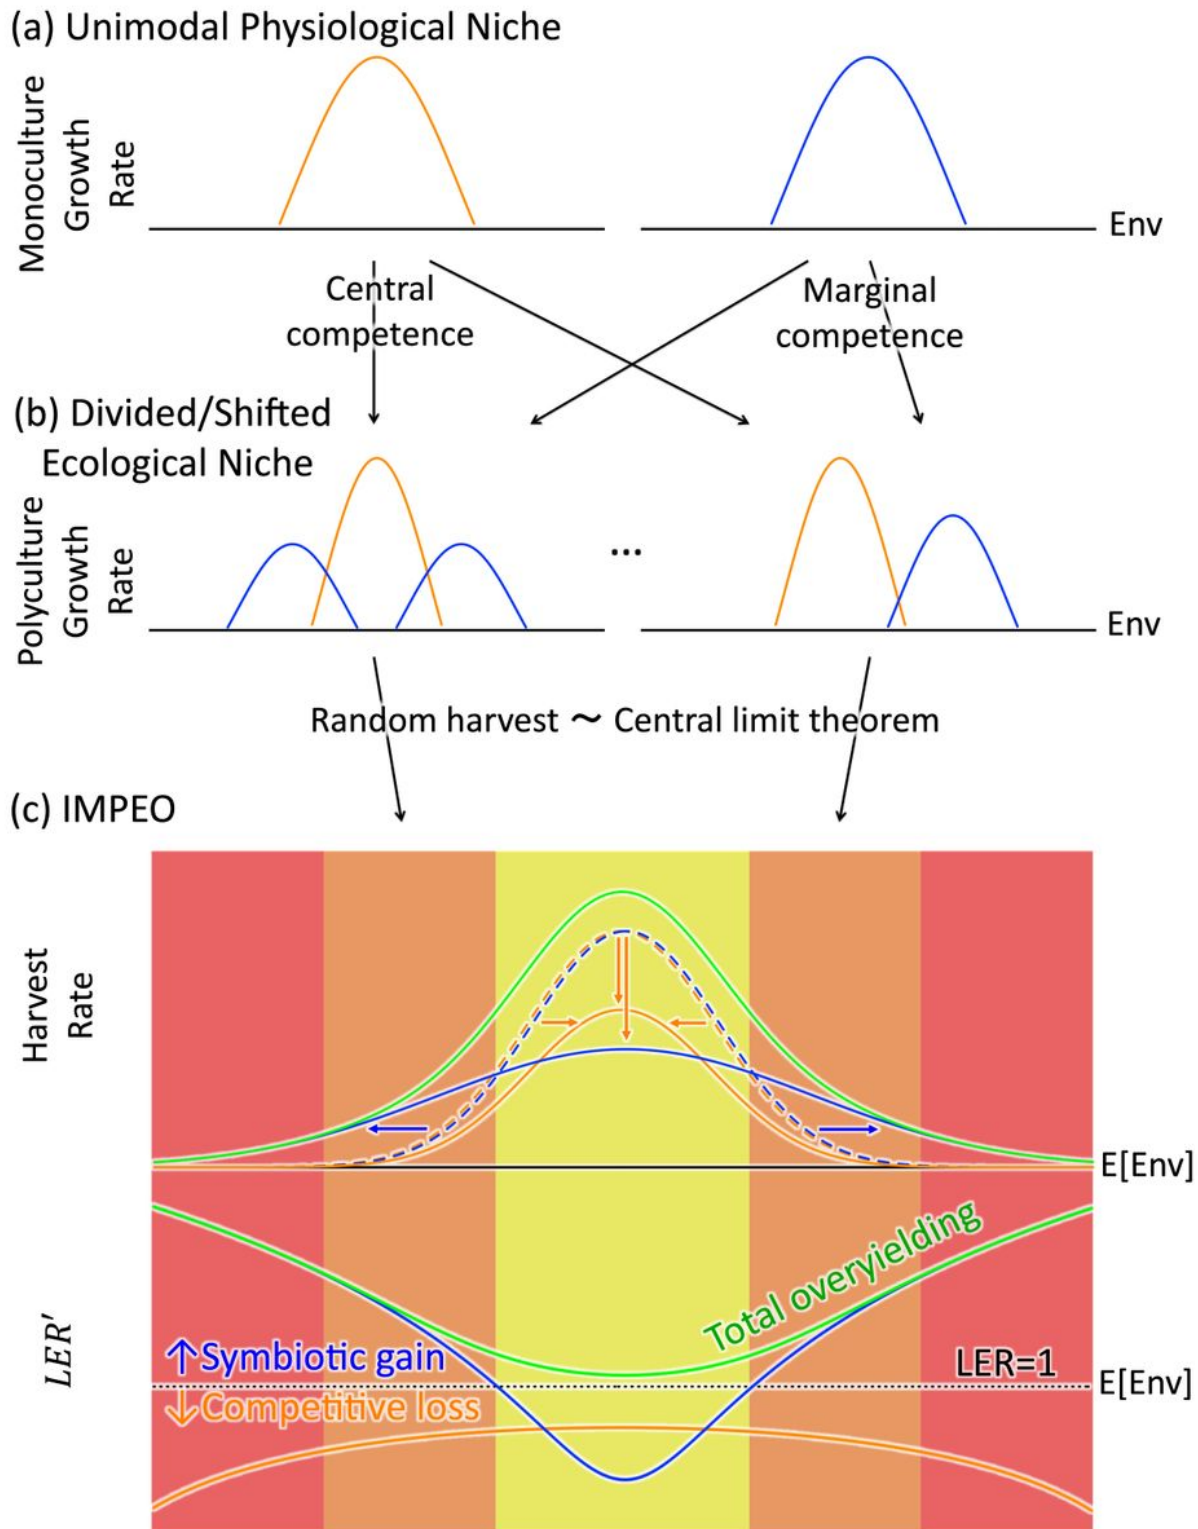 (a) Unimodal Physiological Niche
Monoculture
Growth
Rate
Env
Central
competence
Marginal
competence
(b) Divided/Shifted
Ecological Niche
Polyculture
Growth
Rate
...
Env
Random harvest ~ Central limit theorem
(c) IMPEO
Harvest
Rate
E[Env]
Total overyielding
LER'
↑Symbiotic gain
LER=1
E[Env]
↓Competitive loss